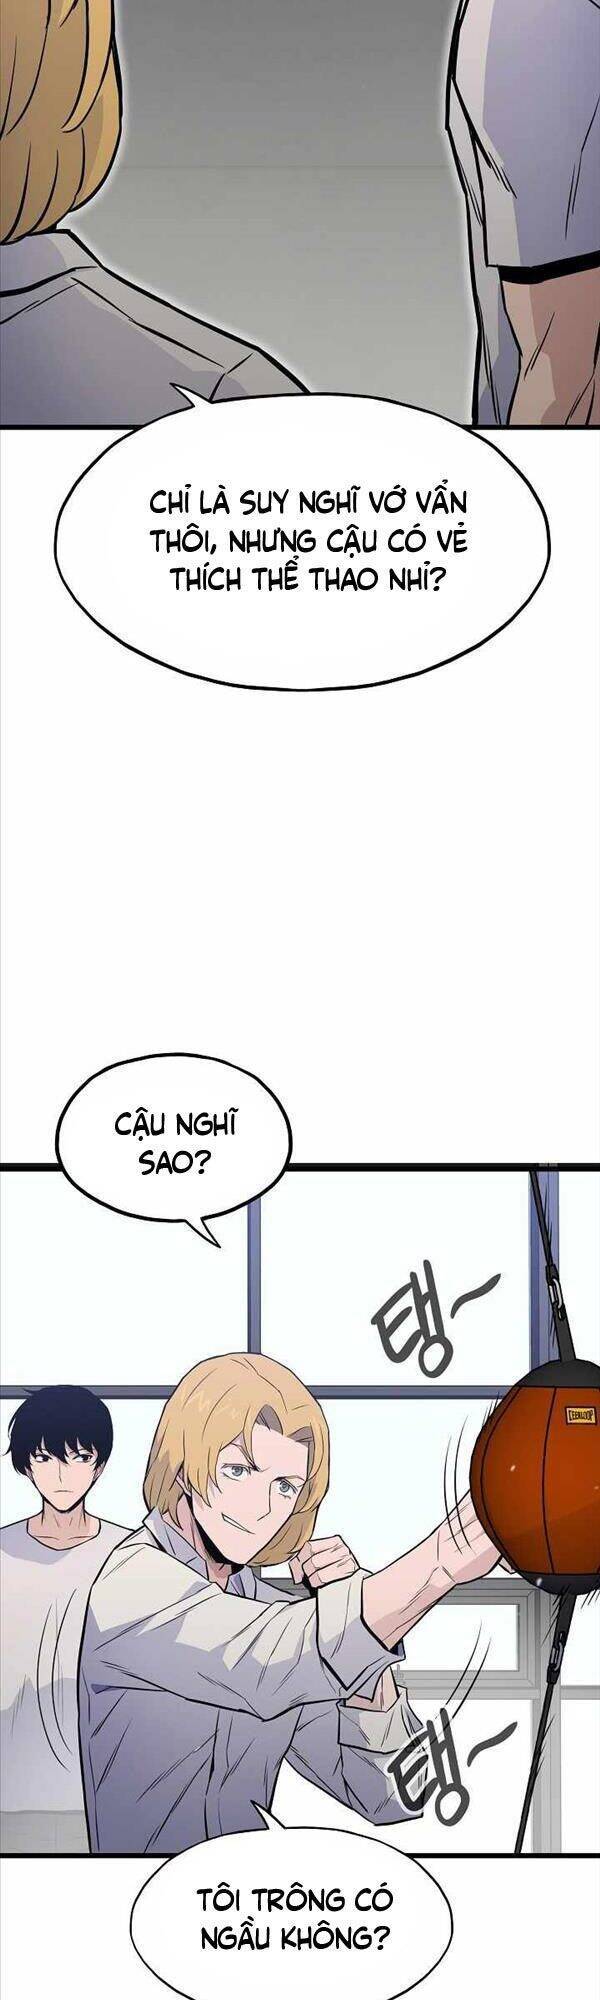 CHỈ LÀ SUY NGHĨ VỚ VẨN
THÔI, NHƯNG CẬU CÓ VẺ
THÍCH THỂ THAO NHỈ?
CẬU NGHĨ
SAO?
탱~
탱~
TÔI TRÔNG CÓ
NGẦU KHÔNG?